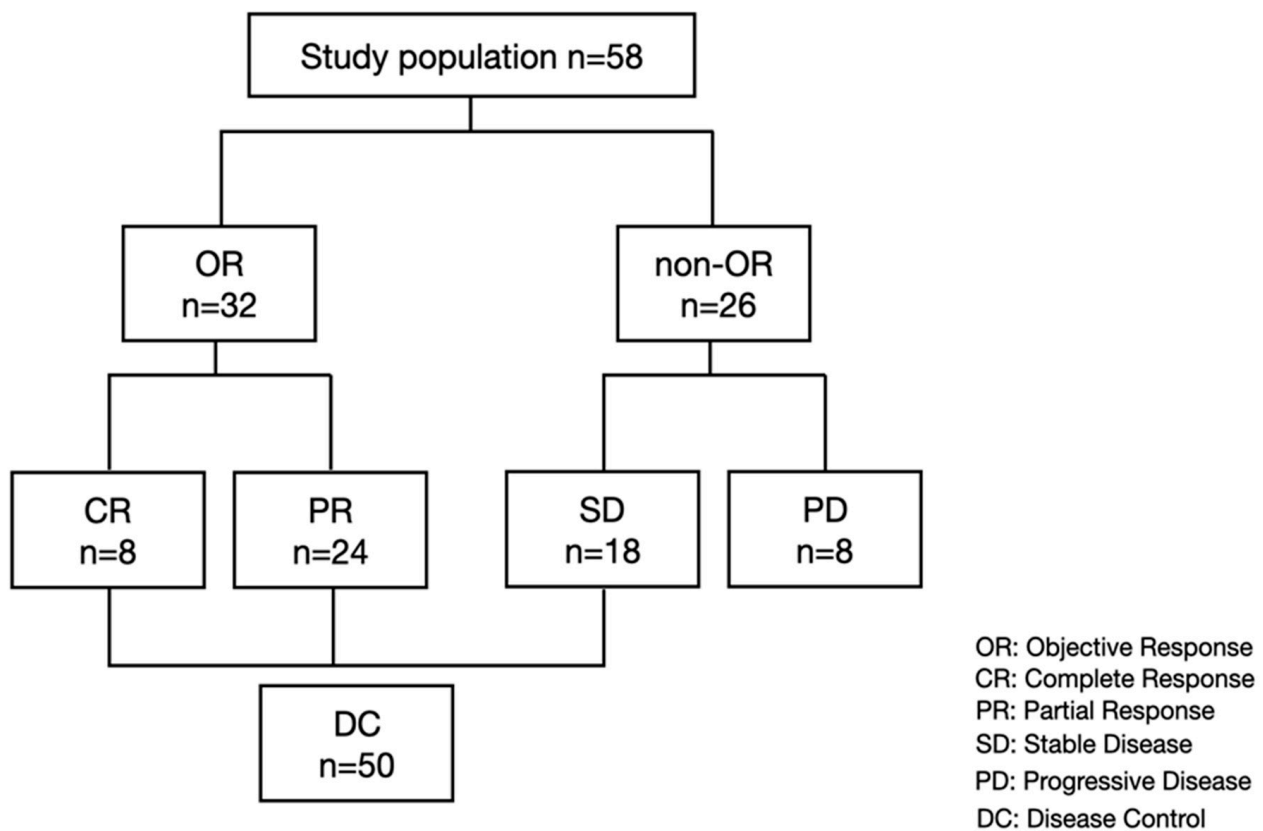 Study population n=58
OR
n=32
non-OR
n=26
CR
n=8
PR
n=24
SD
n=18
PD
n=8
DC
n=50
OR: Objective Response
CR: Complete Response
PR: Partial Response
SD: Stable Disease
PD: Progressive Disease
DC: Disease Control